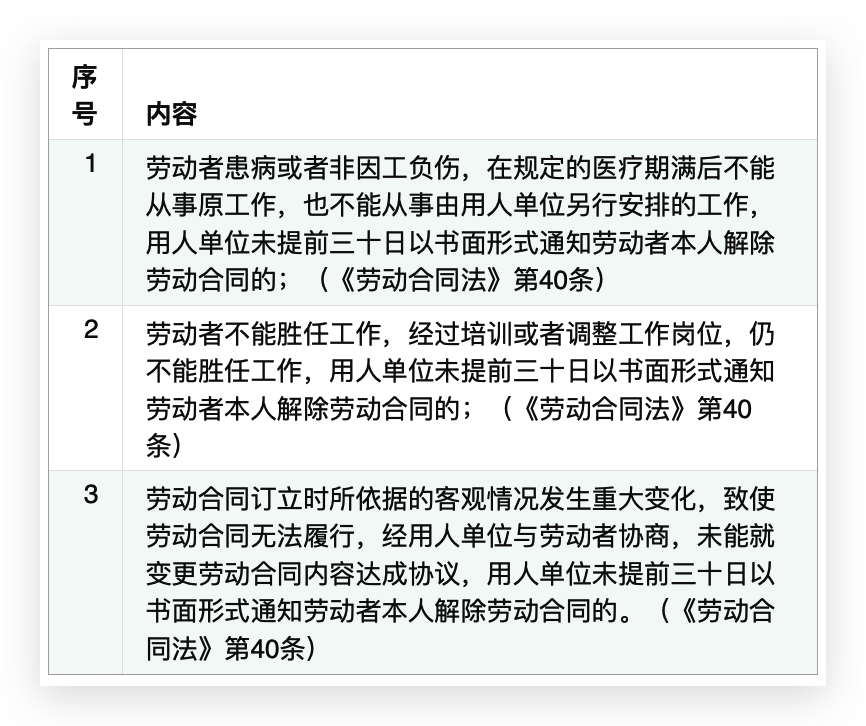 序
号
内容
1
劳动者患病或者非因工负伤，在规定的医疗期满后不能
从事原工作，也不能从事由用人单位另行安排的工作，
用人单位未提前三十日以书面形式通知劳动者本人解除
劳动合同的；（《劳动合同法》第40条）
2
劳动者不能胜任工作，经过培训或者调整工作岗位，仍
不能胜任工作，用人单位未提前三十日以书面形式通知
劳动者本人解除劳动合同的；（《劳动合同法》第40
条）
3
劳动合同订立时所依据的客观情况发生重大变化，致使
劳动合同无法履行，经用人单位与劳动者协商，未能就
变更劳动合同内容达成协议，用人单位未提前三十日以
书面形式通知劳动者本人解除劳动合同的。（《劳动合
同法》第40条）